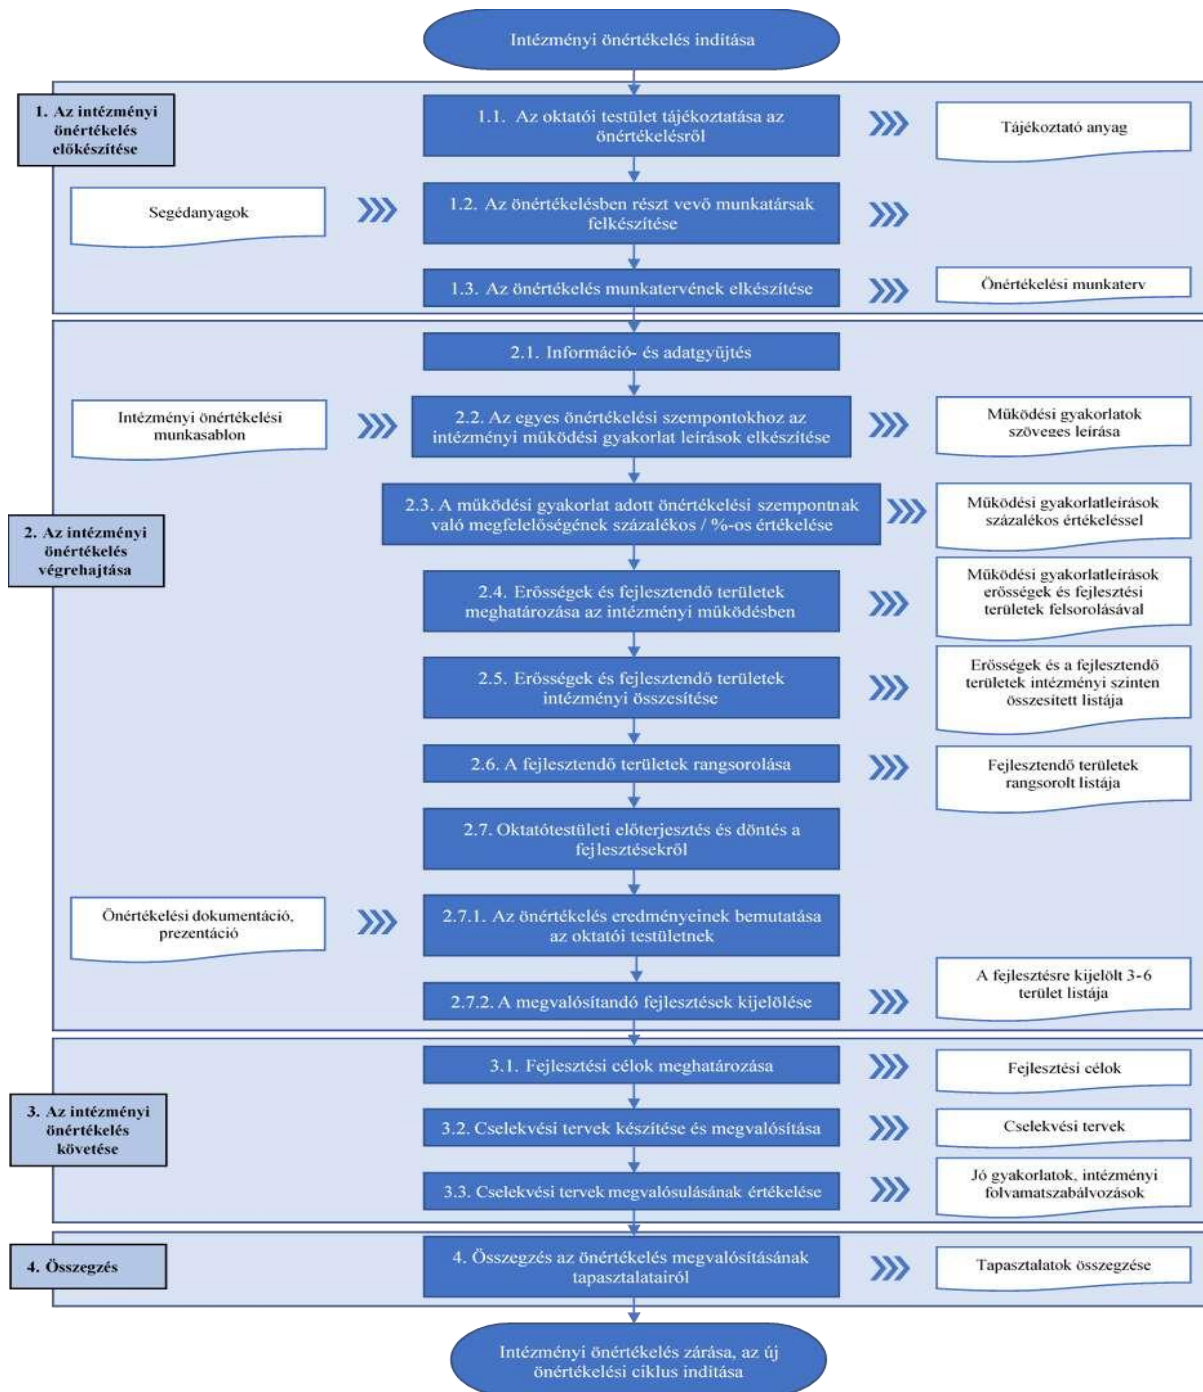 Intézményi önértékelés indítása
1. Az intézményi
önértékelés
előkészítése
1.1. Az oktatói testület tájékoztatása az
önértékelésről
Tájékoztató anyag
Segédanyagok
1.2. Az önértékelésben részt vevő munkatársak
felkészítése
1.3. Az önértékelés munkatervének elkészítése
Önértékelési munkaterv
2. Az intézményi
önértékelés
végrehajtása
2.1. Információ- és adatgyűjtés
Intézményi önértékelési
munkasablon
2.2. Az egyes önértékelési szempontokhoz az
intézményi működési gyakorlat leírások elkészítése
Működési gyakorlatok
szöveges leírása
2.3. A működési gyakorlat adott önértékelési szempontnak
való megfelelőségének százalékos / %-os értékelése
Működési gyakorlatleírások
százalékos értékeléssel
2.4. Erősségek és fejlesztendő területek
meghatározása az intézményi működésben
Működési gyakorlatleírások
erősségek és fejlesztési
területek felsorolásával
2.5. Erősségek és fejlesztendő területek
intézményi összesítése
Erősségek és a fejlesztendő
területek intézményi szinten
összesített listája
2.6. A fejlesztendő területek rangsorolása
Fejlesztendő területek
rangsorolt listája
2.7. Oktatótestületi előterjesztés és döntés a
fejlesztésekről
Önértékelési dokumentáció,
prezentáció
2.7.1. Az önértékelés eredményeinek bemutatása
az oktatói testületnek
2.7.2. A megvalósítandó fejlesztések kijelölése
A fejlesztésre kijelölt 3-6
terület listája
3. Az intézményi
önértékelés
követése
3.1. Fejlesztési célok meghatározása
Fejlesztési célok
3.2. Cselekvési tervek készítése és megvalósítása
Cselekvési tervek
3.3. Cselekvési tervek megvalósulásának értékelése
Jó gyakorlatok, intézményi
folyamatszabályozások
4. Összegzés
4. Összegzés az önértékelés megvalósításának
tapasztalatairól
Tapasztalatok összegzése
Intézményi önértékelés zárása, az új
önértékelési ciklus indítása